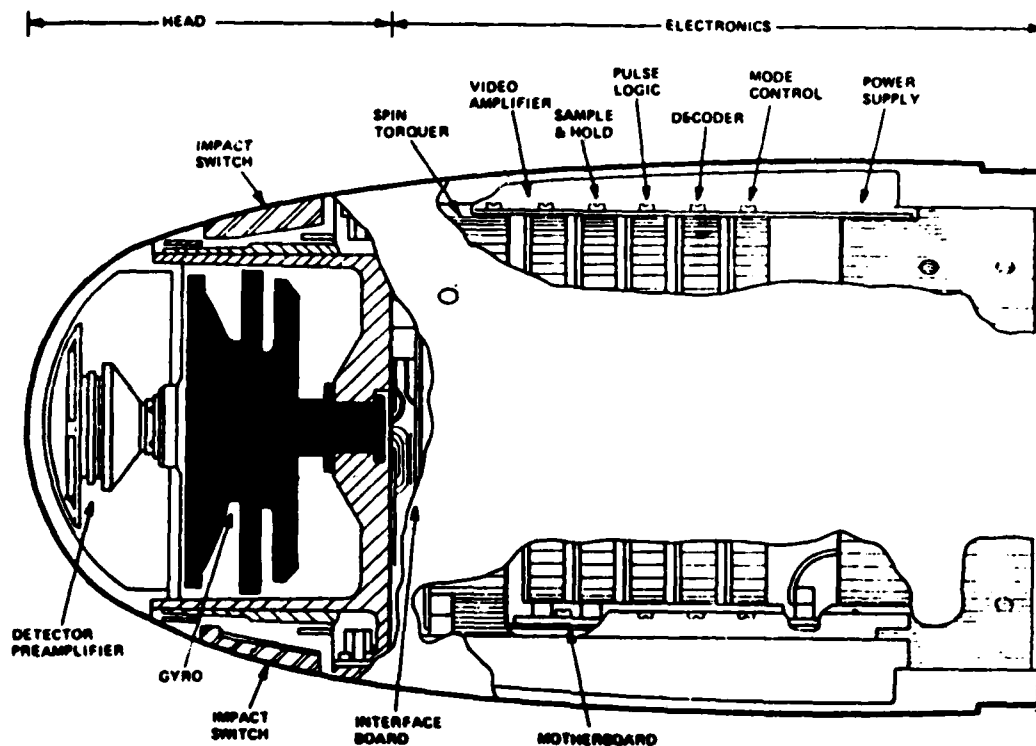 HEAD
ELECTRONICS
IMPACT
SWITCH
SPIN
TORQUER
VIDEO
AMPLIFIER
SAMPLE
& HOLD
PULSE
LOGIC
DECODER
MODE
CONTROL
POWER
SUPPLY
DETECTOR
PREAMPLIFIER
GYRO
IMPACT
SWITCH
INTERFACE
BOARD
MOTHERBOARD